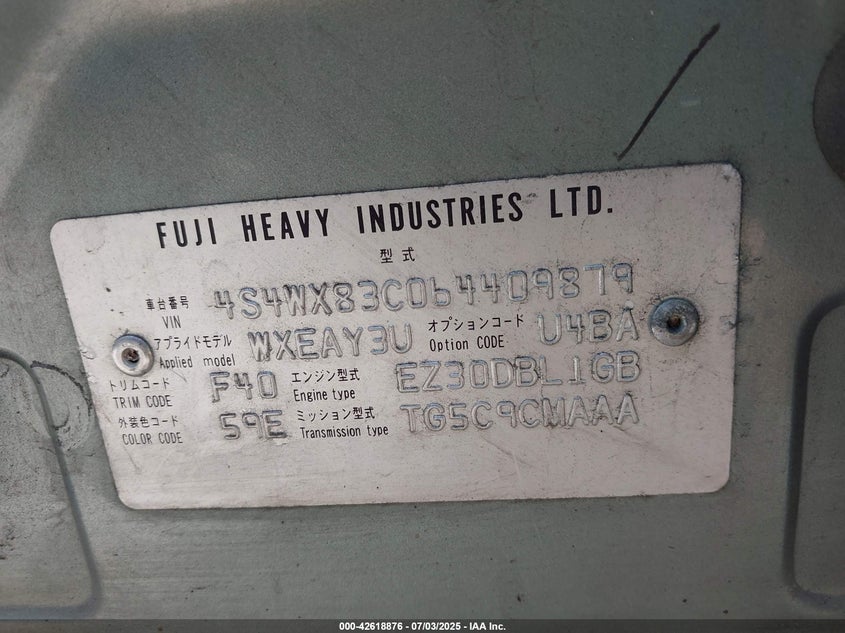 FUJI HEAVY INDUSTRIES LTD.
型式
車台番号 VIN 4S4WX83C064409879
アプライドモデル Applied model WXEAY3U オプションコード Option CODE U4BA
トリムコード TRIM CODE F40 エンジン型式 Engine type EZ30DBL1GB
外装色コード COLOR CODE 59E ミッション型式 Transmission type TG5C9CMAAA
000-42618876 - 07/03/2025 - IAA Inc.